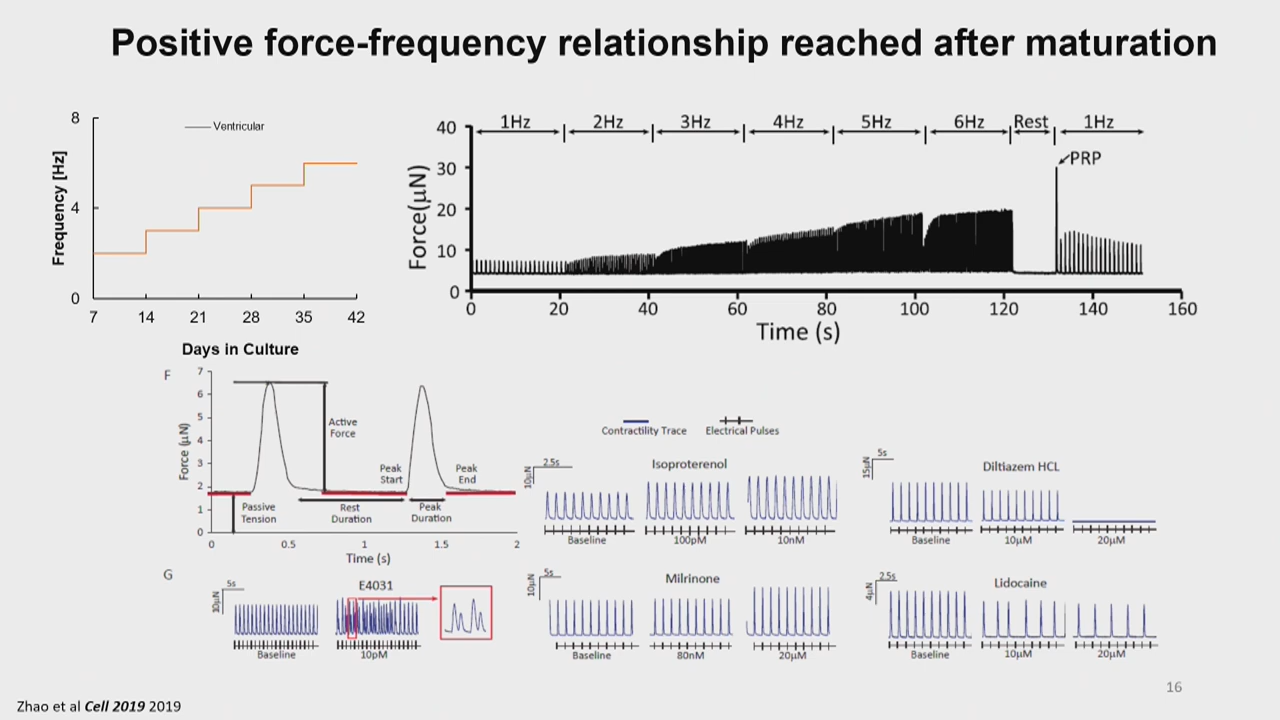 Positive force-frequency relationship reached after maturation
Frequency [Hz]
8
4
0
Ventricular
7 14 21 28 35 42
Days in Culture
Force(µN)
40
30
20
10
0
1Hz 2Hz 3Hz 4Hz 5Hz 6Hz Rest 1Hz
PRP
0 20 40 60 80 100 120 140 160
Time (s)
F
Force (µN)
7
6
5
4
3
2
1
0
Active
Force
Peak
Start
Peak
End
Passive
Tension
Rest
Duration
Peak
Duration
0 0.5 1 1.5 2
Time (s)
Contractility Trace Electrical Pulses
Isoproterenol
2.5s
10µN
Baseline 100pM 10nM
Diltiazem HCL
5s
15µN
Baseline 10µM 20µM
G
E4031
5s
10µN
Baseline 10pM
Milrinone
5s
10µN
Baseline 80nM 20µM
Lidocaine
2.5s
4µN
Baseline 10µM 20µM
16
Zhao et al Cell 2019 2019